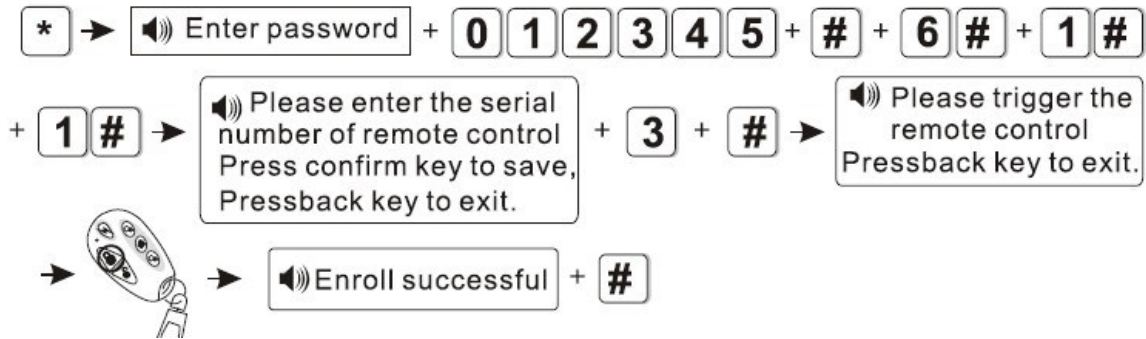 * Enter password + 0 1 2 3 4 5 + # + 6 # + 1 #
+ 1 # Please enter the serial number of remote control Press confirm key to save, Pressback key to exit. + 3 + # Please trigger the remote control Pressback key to exit.
Enroll successful + #